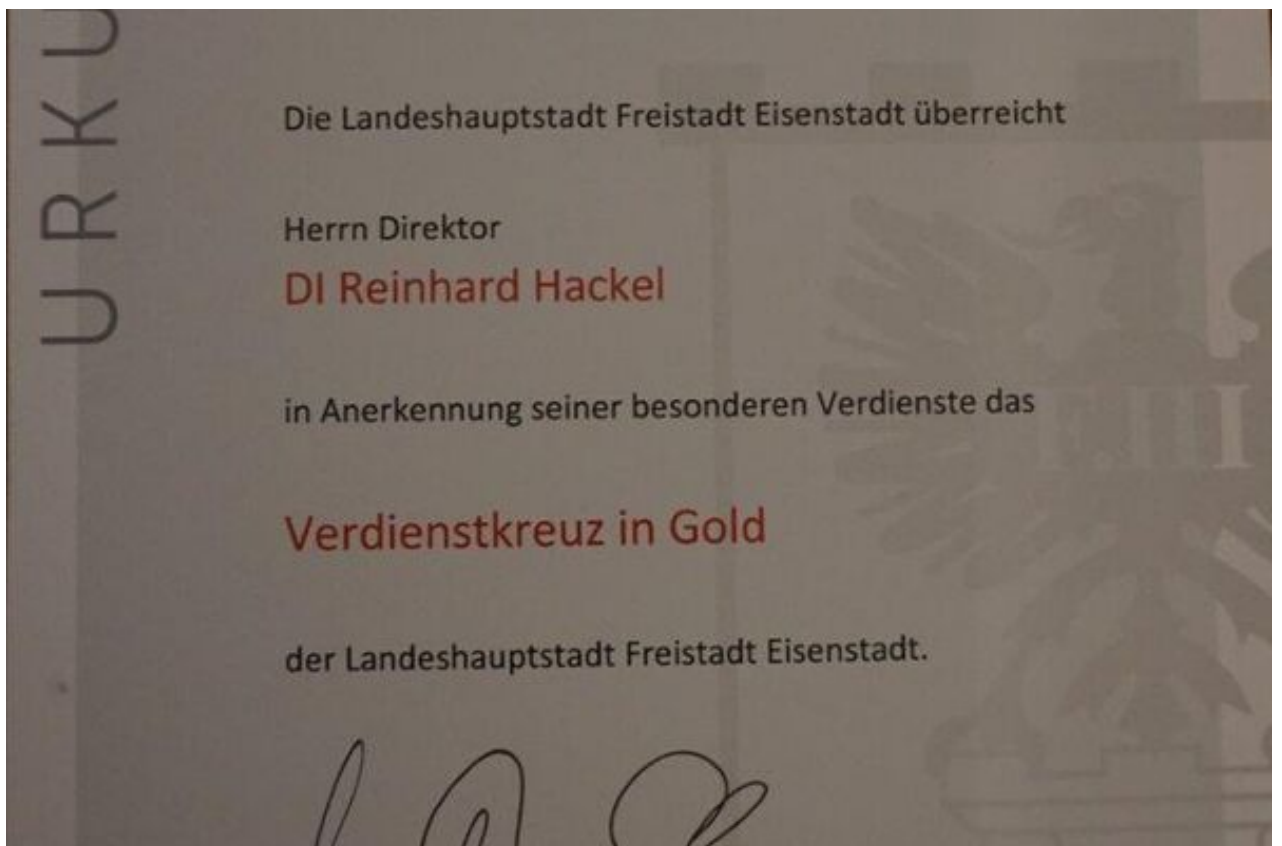 URKU
Die Landeshauptstadt Freistadt Eisenstadt überreicht
Herrn Direktor
DI Reinhard Hackel
in Anerkennung seiner besonderen Verdienste das
Verdienstkreuz in Gold
der Landeshauptstadt Freistadt Eisenstadt.
F.III